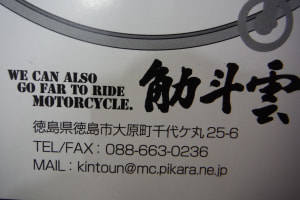 WE CAN ALSO
GO FAR TO RIDE
MOTORCYCLE.
觔斗雲
徳島県徳島市大原町千代ケ丸25-6
TEL/FAX : 088-663-0236
MAIL : kintoun@mc.pikara.ne.jp